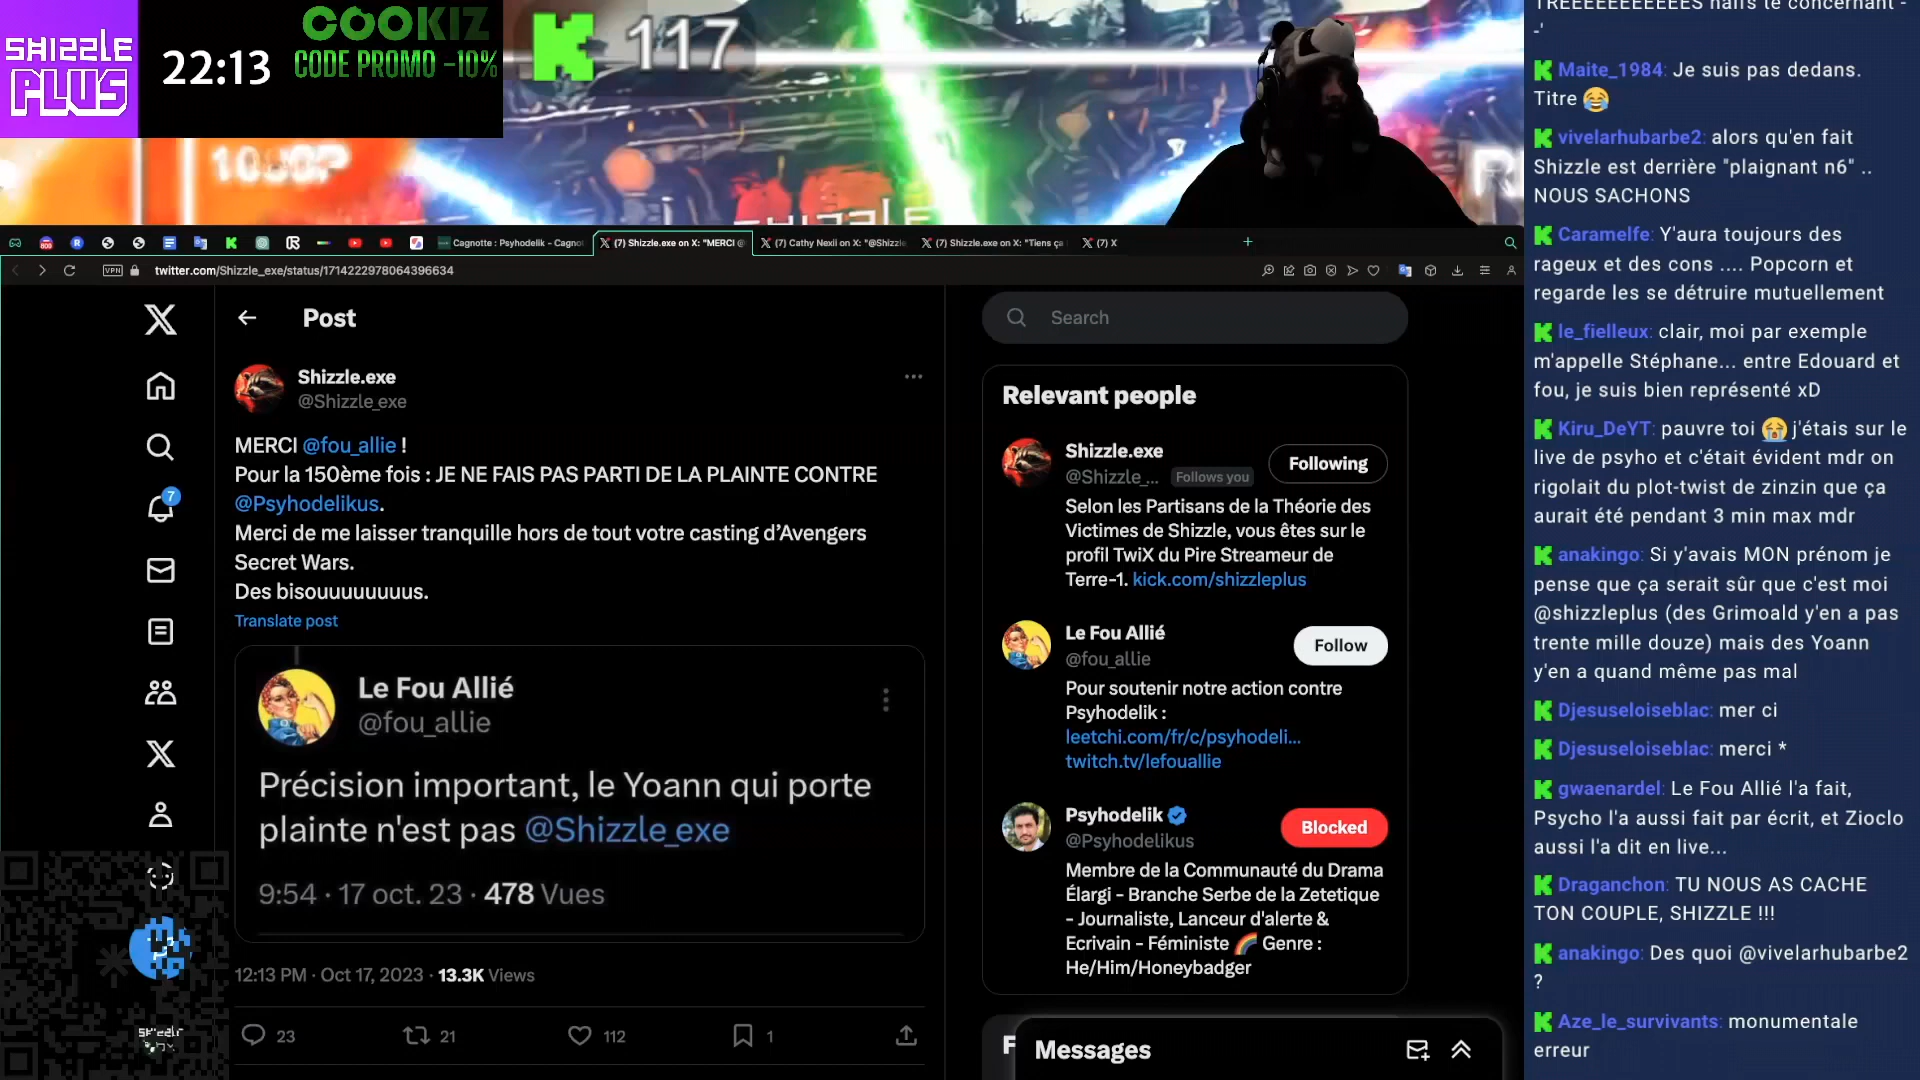 SHIZZLE
PLUS
22:13
COOKIZ
CODE PROMO -10%
117
1080P
Cagnotte : Psyhodelik - Cagno
(7) Shizzle.exe on X: "MERCI @
(7) Cathy Nexii on X: "@Shizzle
(7) Shizzle.exe on X: "Tiens ça
(7) X
VPN
twitter.com/Shizzle_exe/status/1714222978064396634
Post
Shizzle.exe
@Shizzle_exe
MERCI @fou_allie !
Pour la 150ème fois : JE NE FAIS PAS PARTI DE LA PLAINTE CONTRE
@Psyhodelikus.
Merci de me laisser tranquille hors de tout votre casting d’Avengers
Secret Wars.
Des bisouuuuuuuus.
Translate post
Le Fou Allié
@fou_allie
Précision important, le Yoann qui porte
plainte n'est pas @Shizzle_exe
9:54 · 17 oct. 23 · 478 Vues
12:13 PM · Oct 17, 2023 · 13.3K Views
23
21
112
1
7
Search
Relevant people
Shizzle.exe
@Shizzle_... Follows you
Following
Selon les Partisans de la Théorie des
Victimes de Shizzle, vous êtes sur le
profil TwiX du Pire Streameur de
Terre-1. kick.com/shizzleplus
Le Fou Allié
@fou_allie
Follow
Pour soutenir notre action contre
Psyhodelik :
leetchi.com/fr/c/psyhodeli...
twitch.tv/lefouallie
Psyhodelik
@Psyhodelikus
Blocked
Membre de la Communauté du Drama
Élargi - Branche Serbe de la Zetetique
- Journaliste, Lanceur d'alerte &
Ecrivain - Féministe 🌈 Genre :
He/Him/Honeybadger
Messages
TREEEEEEEEEEES naïfs te concernant -
-'
Maite_1984: Je suis pas dedans.
Titre 😂
vivelarhubarbe2: alors qu'en fait
Shizzle est derrière "plaignant n6" ..
NOUS SACHONS
Caramelfe: Y'aura toujours des
rageux et des cons .... Popcorn et
regarde les se détruire mutuellement
le_fielleux: clair, moi par exemple
m'appelle Stéphane... entre Edouard et
fou, je suis bien représenté xD
Kiru_DeYT: pauvre toi 😭 j'étais sur le
live de psyho et c'était évident mdr on
rigolait du plot-twist de zinzin que ça
aurait été pendant 3 min max mdr
anakingo: Si y'avais MON prénom je
pense que ça serait sûr que c'est moi
@shizzleplus (des Grimoald y'en a pas
trente mille douze) mais des Yoann
y'en a quand même pas mal
Djesuseloiseblac: mer ci
Djesuseloiseblac: merci *
gwaenardel: Le Fou Allié l'a fait,
Psycho l'a aussi fait par écrit, et Zioclo
aussi l'a dit en live...
Draganchon: TU NOUS AS CACHE
TON COUPLE, SHIZZLE !!!
anakingo: Des quoi @vivelarhubarbe2
?
Aze_le_survivants: monumentale
erreur